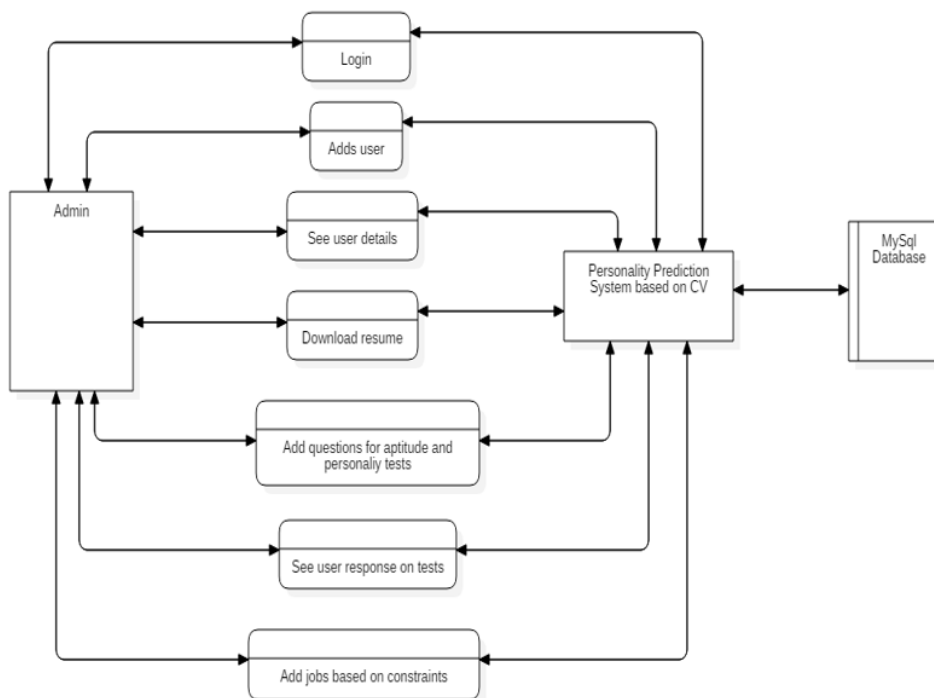 Login
Adds user
Admin
See user details
MySql
Database
Personality Prediction
System based on CV
Download resume
Add questions for aptitude and
personaliy tests
See user response on tests
Add jobs based on constraints